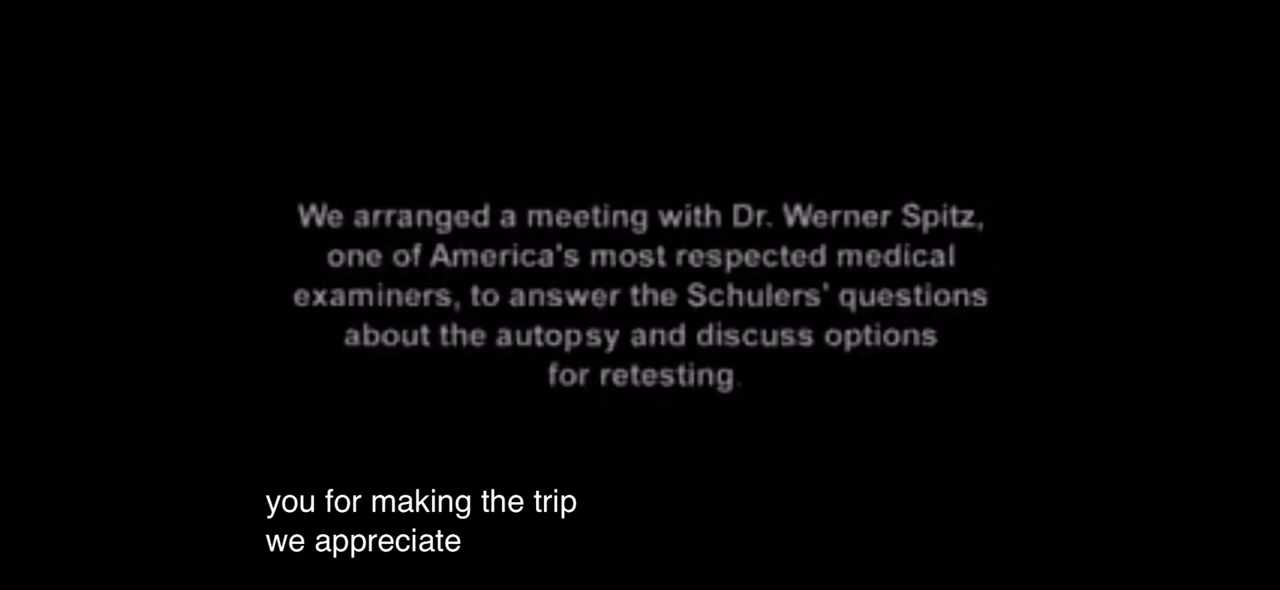 We arranged a meeting with Dr. Werner Spitz,
one of America's most respected medical
examiners, to answer the Schulers' questions
about the autopsy and discuss options
for retesting.
you for making the trip
we appreciate